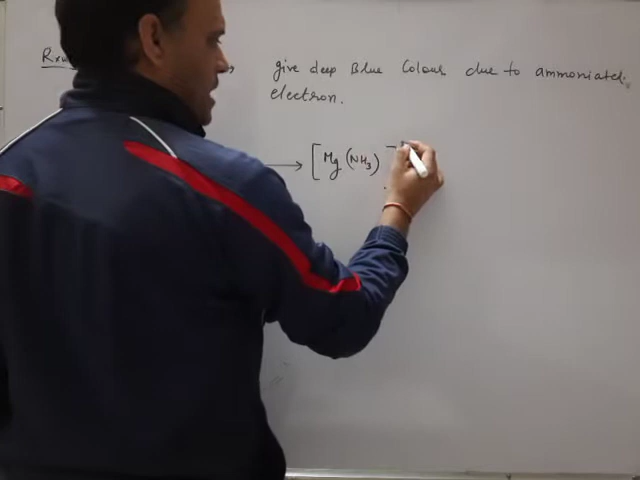 give deep Blue Colour due to ammoniated
electron.
→ [Mg(NH3)